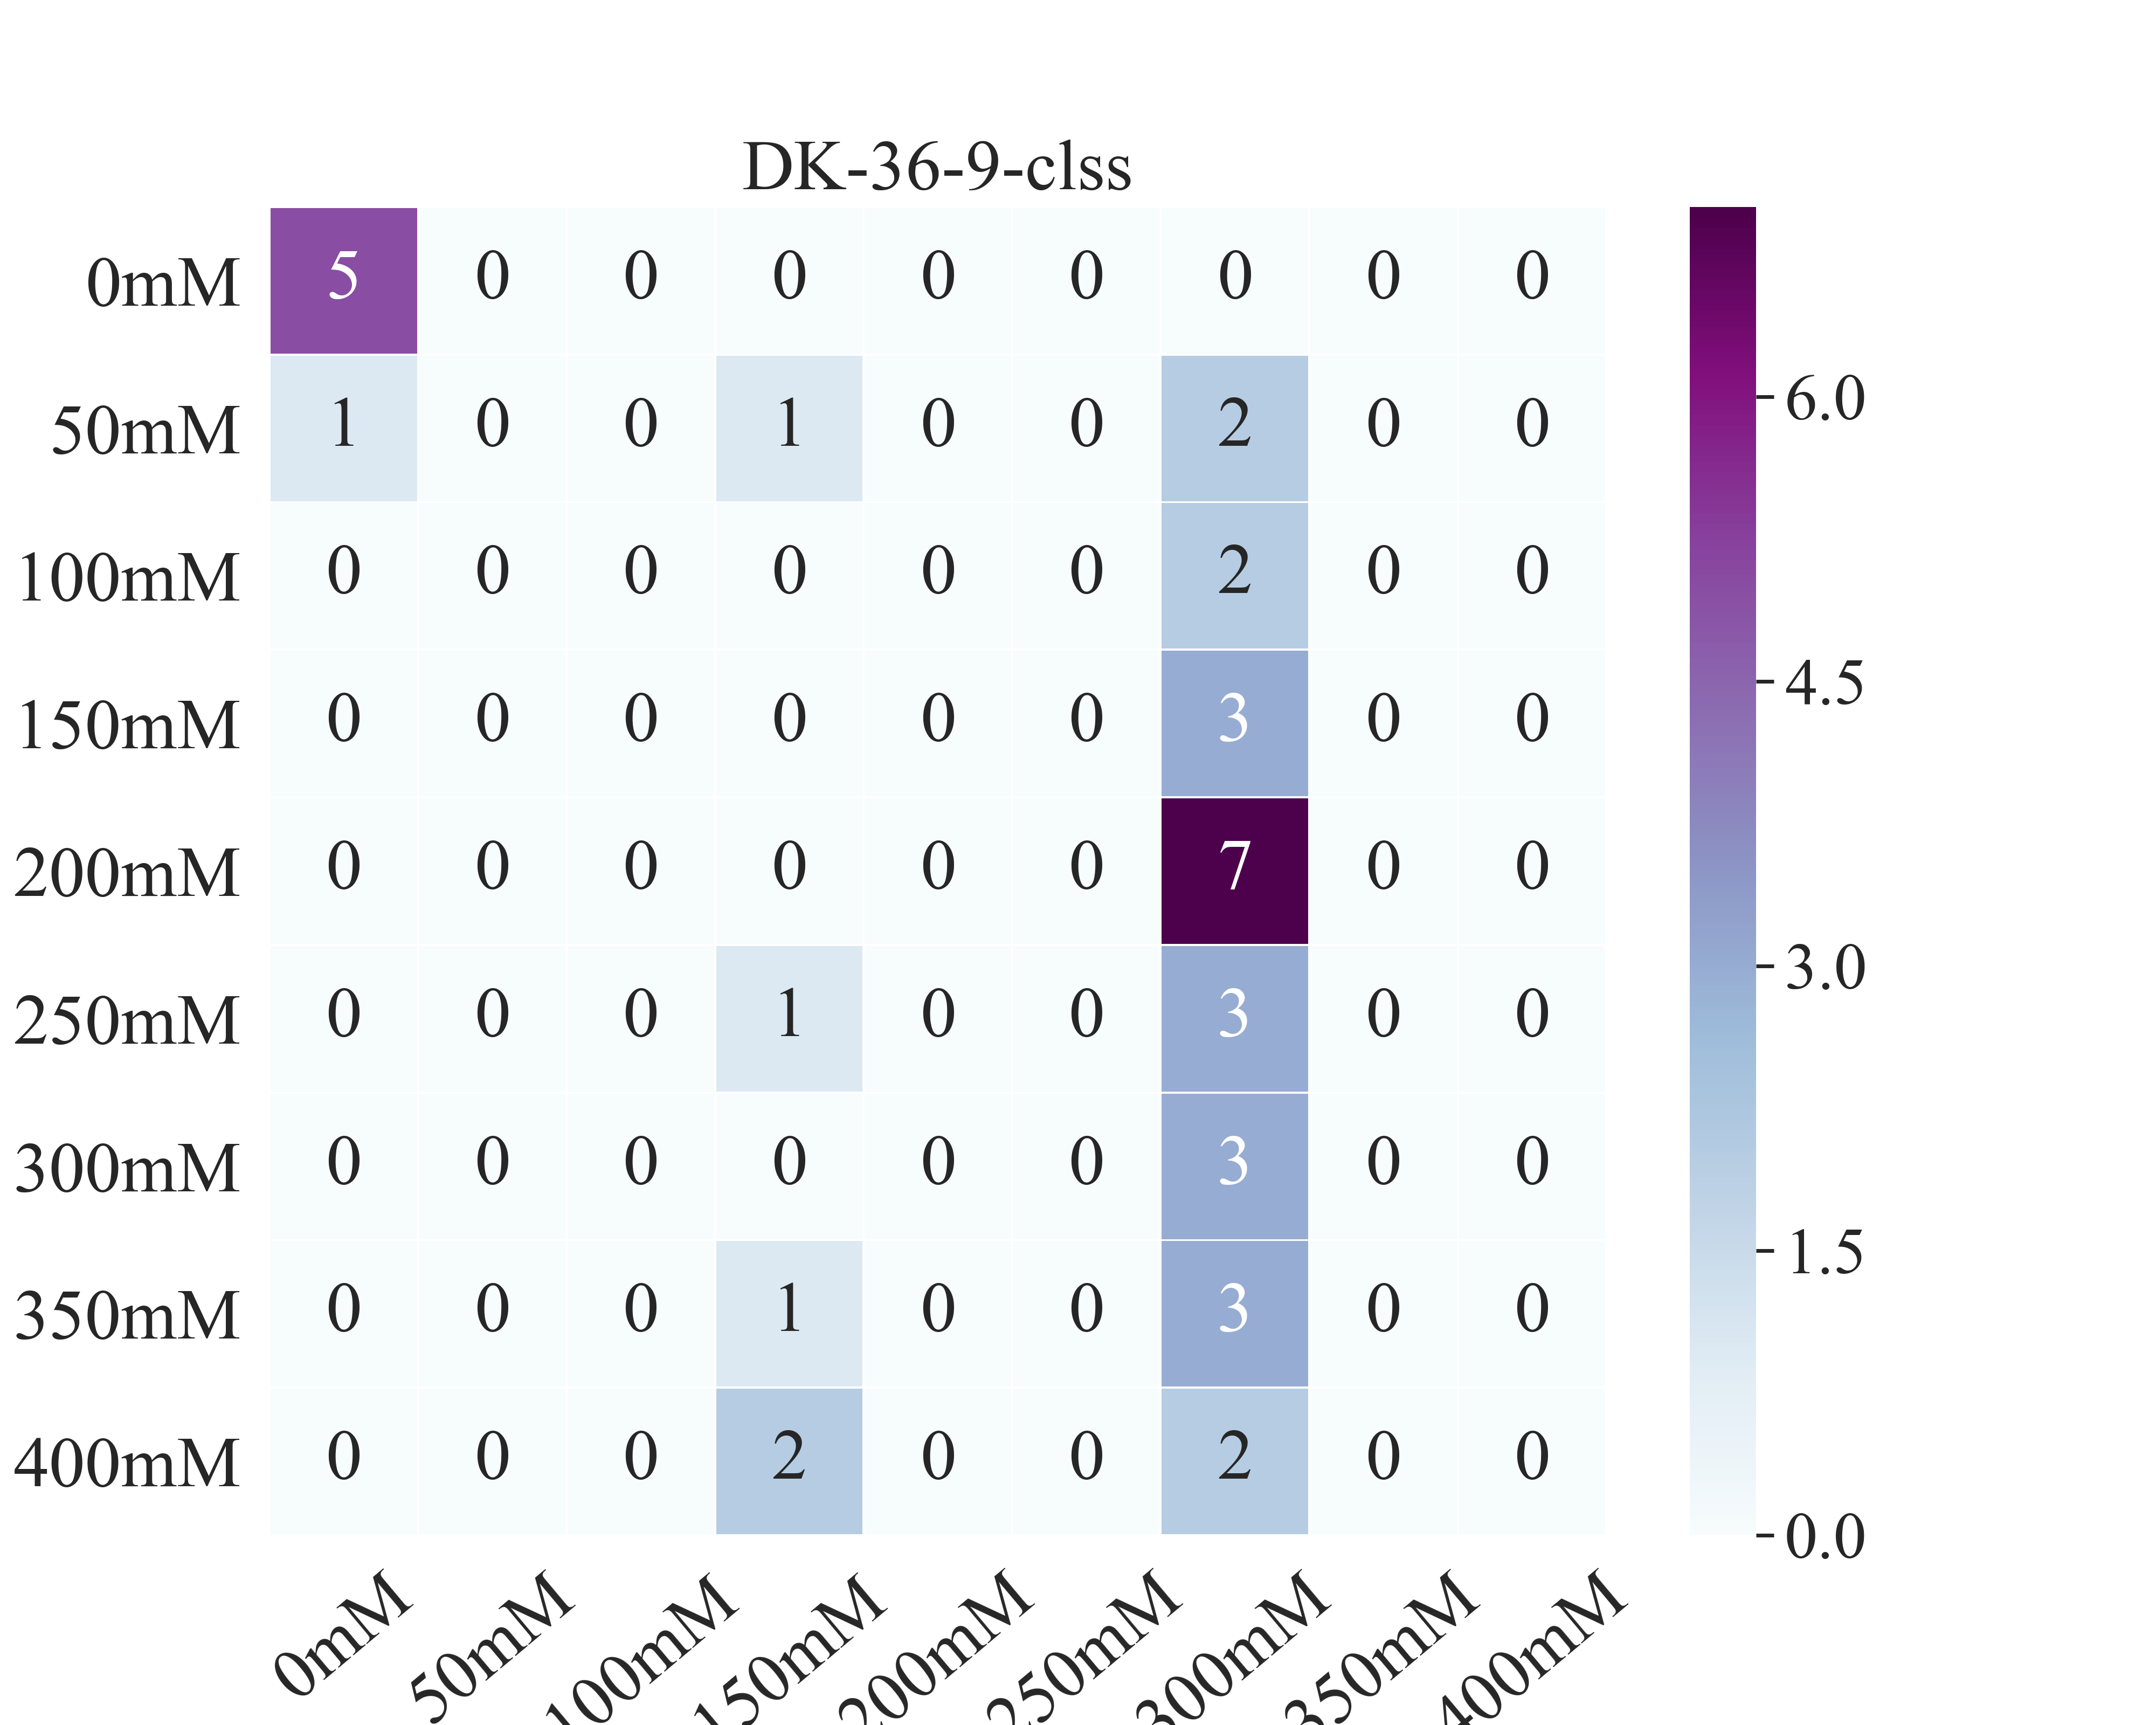 DK-36-9-clss
0mM 5 0 0 0 0 0 0 0 0
50mM 1 0 0 1 0 0 2 0 0
100mM 0 0 0 0 0 0 2 0 0
150mM 0 0 0 0 0 0 3 0 0
200mM 0 0 0 0 0 0 7 0 0
250mM 0 0 0 1 0 0 3 0 0
300mM 0 0 0 0 0 0 3 0 0
350mM 0 0 0 1 0 0 3 0 0
400mM 0 0 0 2 0 0 2 0 0
0mM 50mM 100mM 150mM 200mM 250mM 300mM 350mM 400mM
6.0
4.5
3.0
1.5
0.0